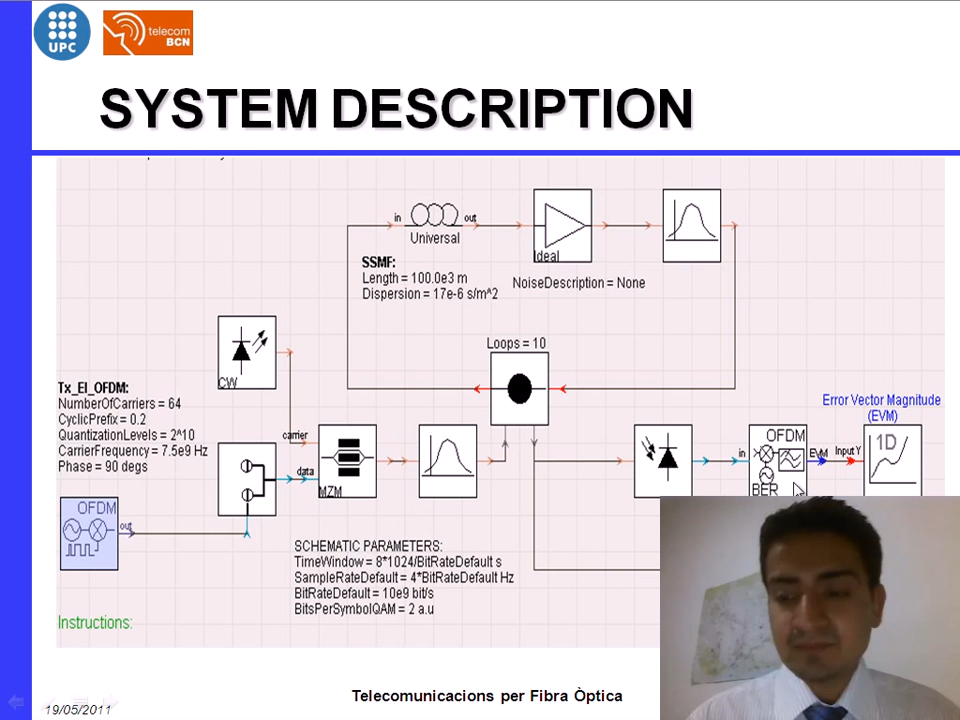 UPC
telecom
BCN
SYSTEM DESCRIPTION
in
out
Universal
Ideal
SSMF:
Length = 100.0e3 m
Dispersion = 17e-6 s/m^2
NoiseDescription = None
Loops = 10
CW
Tx_El_OFDM:
NumberOfCarriers = 64
CyclicPrefix = 0.2
QuantizationLevels = 2^10
CarrierFrequency = 7.5e9 Hz
Phase = 90 degs
Error Vector Magnitude
(EVM)
carrier
data
MZM
OFDM
in
EVM
Input Y
1D
BER
OFDM
out
SCHEMATIC PARAMETERS:
TimeWindow = 8*1024/BitRateDefault s
SampleRateDefault = 4*BitRateDefault Hz
BitRateDefault = 10e9 bit/s
BitsPerSymbolQAM = 2 a.u
Instructions:
19/05/2011
Telecomunicacions per Fibra Òptica